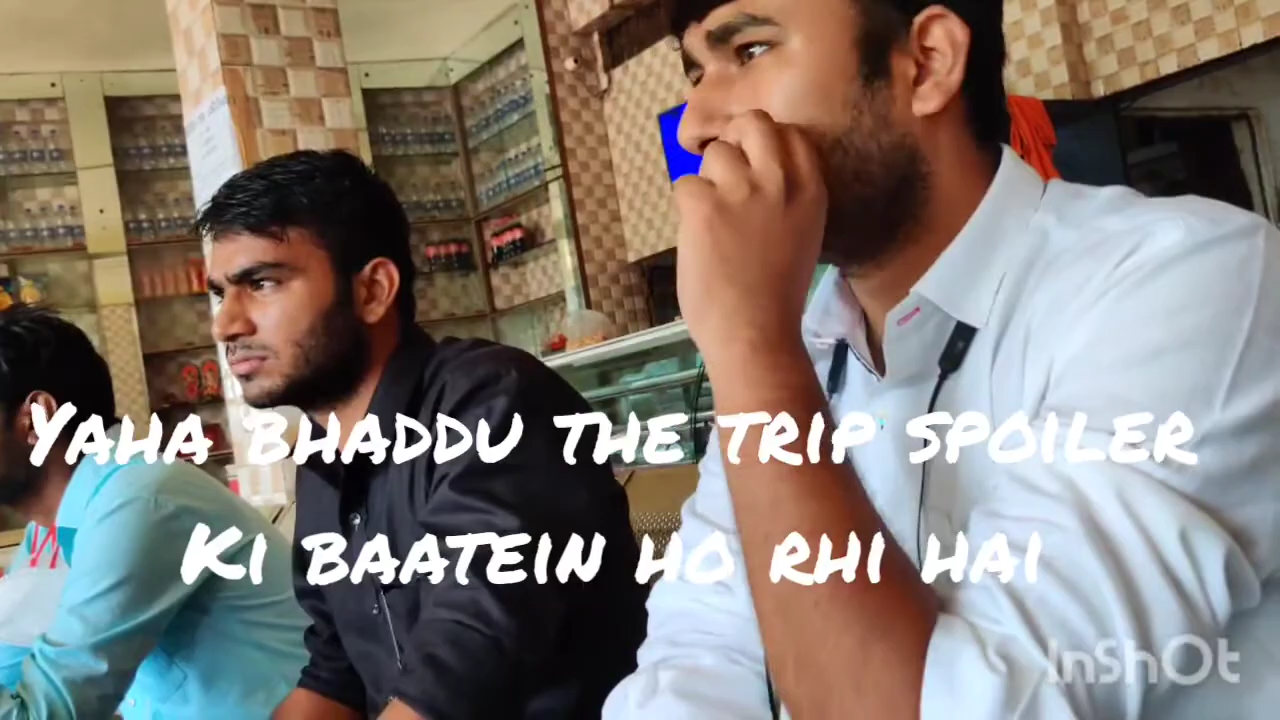 Yaha bhaddu the trip spoiler
Ki baatein ho rhi hai
InShOt